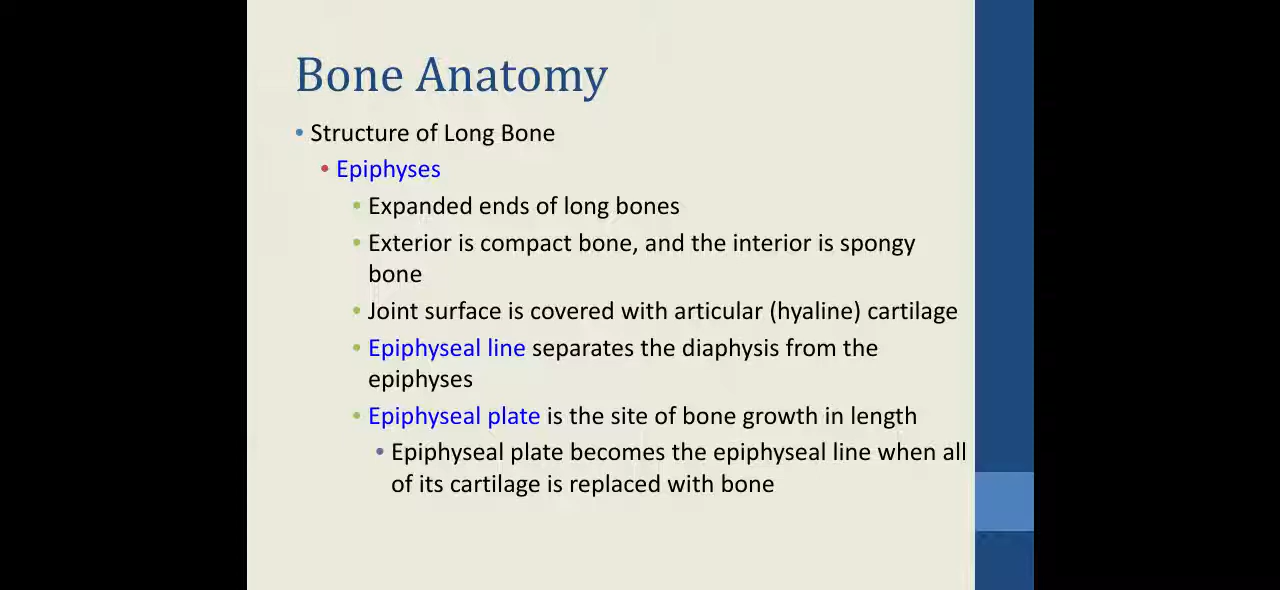 Bone Anatomy
• Structure of Long Bone
• Epiphyses
• Expanded ends of long bones
• Exterior is compact bone, and the interior is spongy
bone
• Joint surface is covered with articular (hyaline) cartilage
• Epiphyseal line separates the diaphysis from the
epiphyses
• Epiphyseal plate is the site of bone growth in length
• Epiphyseal plate becomes the epiphyseal line when all
of its cartilage is replaced with bone